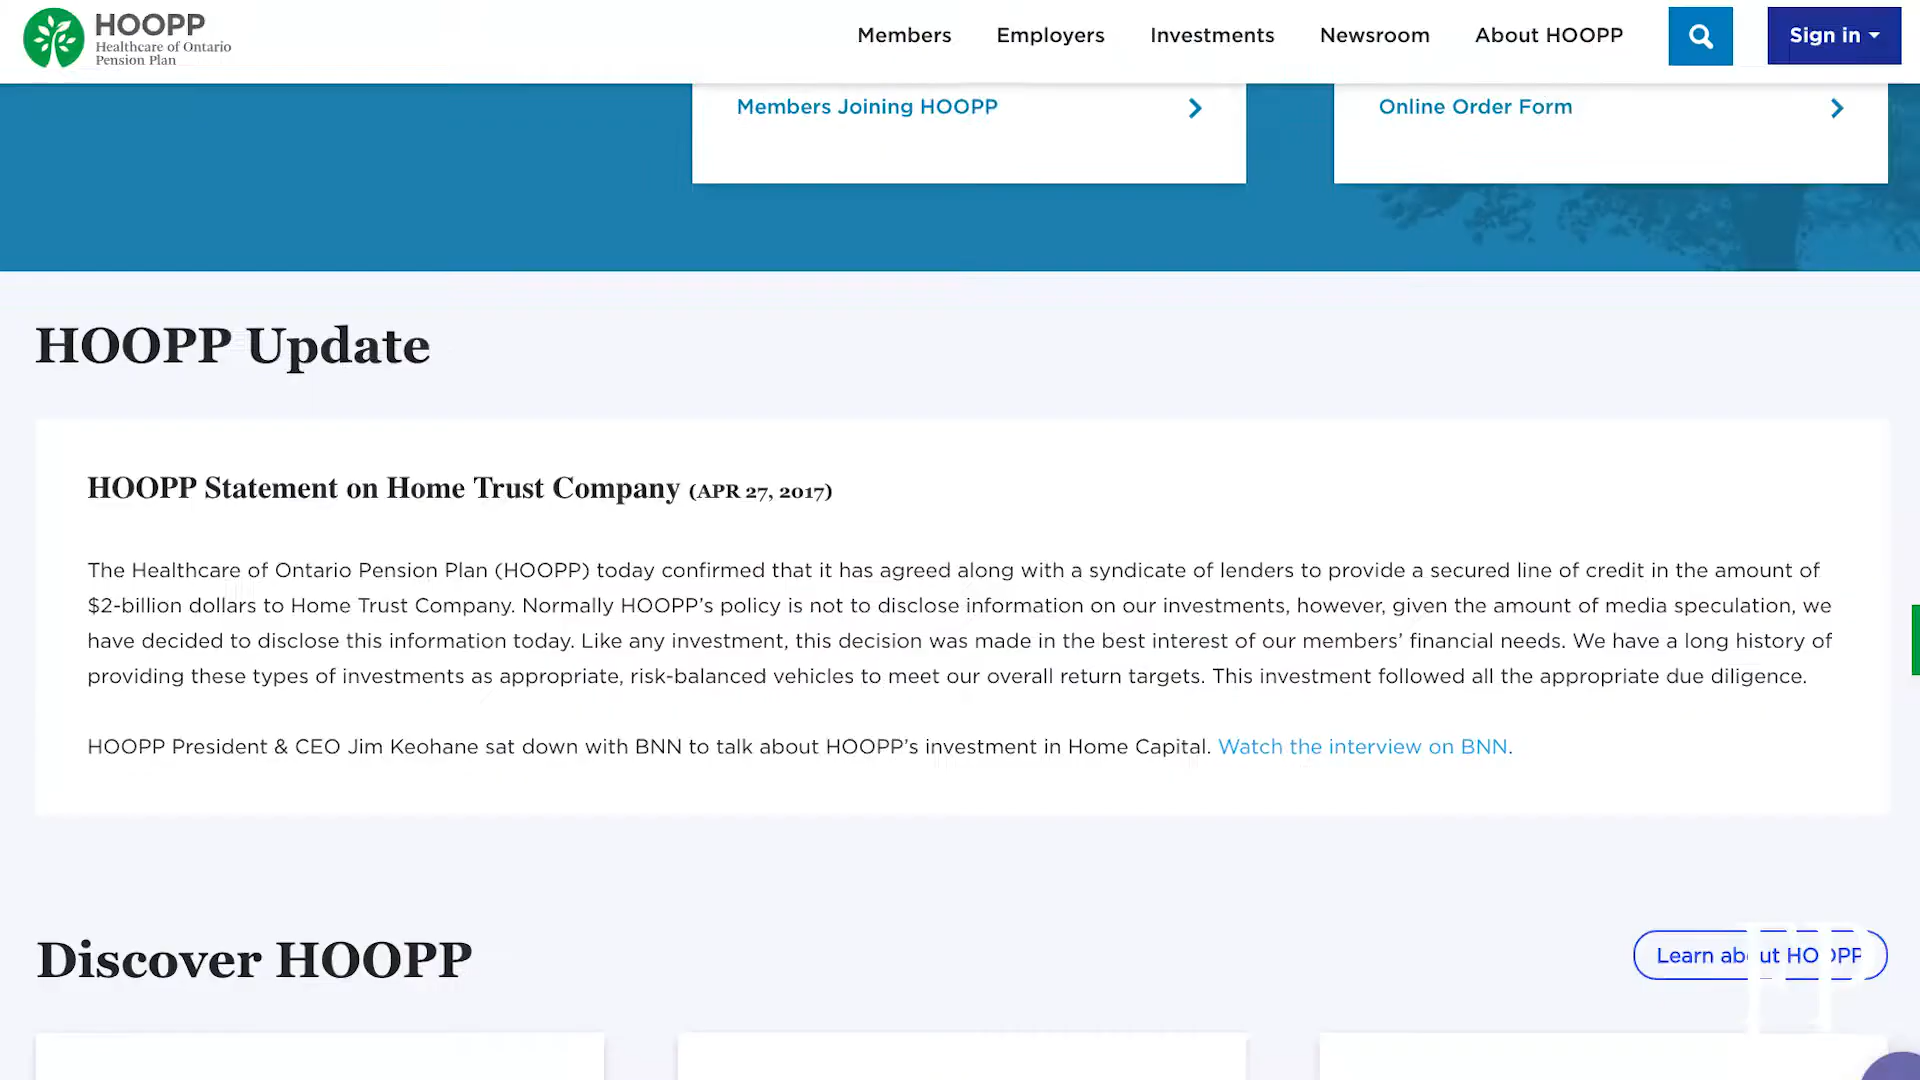 HOOPP
Healthcare of Ontario
Pension Plan
Members
Employers
Investments
Newsroom
About HOOPP
Sign in
Members Joining HOOPP
Online Order Form
HOOPP Update
HOOPP Statement on Home Trust Company (APR 27, 2017)
The Healthcare of Ontario Pension Plan (HOOPP) today confirmed that it has agreed along with a syndicate of lenders to provide a secured line of credit in the amount of
$2-billion dollars to Home Trust Company. Normally HOOPP’s policy is not to disclose information on our investments, however, given the amount of media speculation, we
have decided to disclose this information today. Like any investment, this decision was made in the best interest of our members’ financial needs. We have a long history of
providing these types of investments as appropriate, risk-balanced vehicles to meet our overall return targets. This investment followed all the appropriate due diligence.
HOOPP President & CEO Jim Keohane sat down with BNN to talk about HOOPP’s investment in Home Capital. Watch the interview on BNN.
Discover HOOPP
Learn about HOOPP
FP